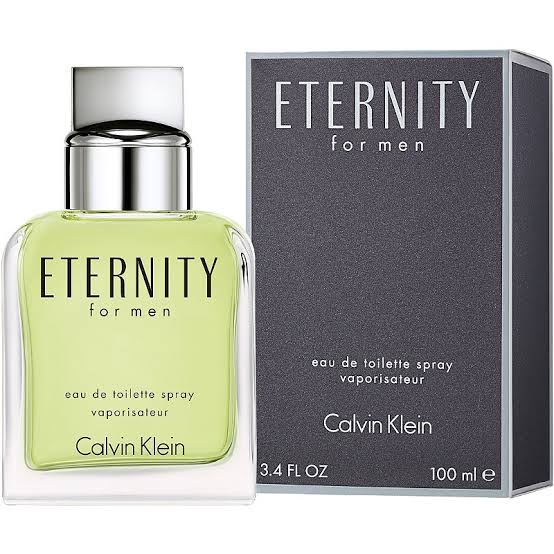 ETERNITY
for men
eau de toilette spray
vaporisateur
Calvin Klein
ETERNITY
for men
eau de toilette spray
vaporisateur
Calvin Klein
3.4 FL OZ 100 ml ℮